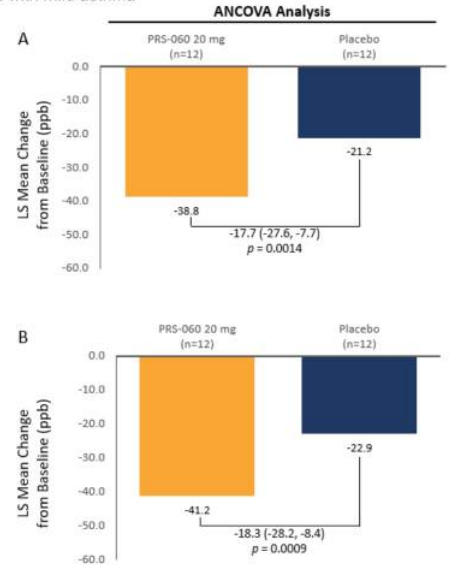 with mild asthma
ANCOVA Analysis
A
PRS-060 20 mg
(n=12)
Placebo
(n=12)
0.0
-10.0
-20.0
-30.0
-40.0
-50.0
-60.0
LS Mean Change
from Baseline (ppb)
-38.8
-21.2
-17.7 (-27.6, -7.7)
p = 0.0014
B
PRS-060 20 mg
(n=12)
Placebo
(n=12)
0.0
-10.0
-20.0
-30.0
-40.0
-50.0
-60.0
LS Mean Change
from Baseline (ppb)
-41.2
-22.9
-18.3 (-28.2, -8.4)
p = 0.0009